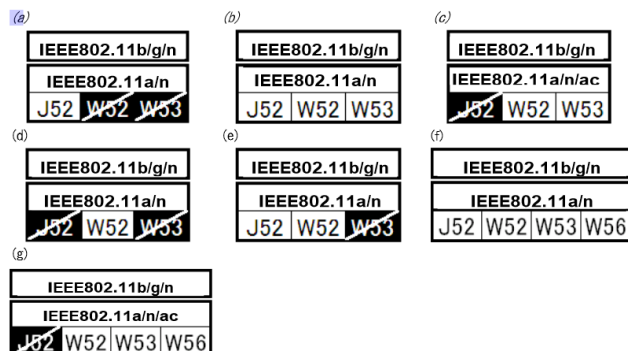 (a) (b) (c)
IEEE802.11b/g/n IEEE802.11b/g/n IEEE802.11b/g/n
IEEE802.11a/n IEEE802.11a/n IEEE802.11a/n/ac
J52 W52 W53 J52 W52 W53 J52 W52 W53
(d) (e) (f)
IEEE802.11b/g/n IEEE802.11b/g/n IEEE802.11b/g/n
IEEE802.11a/n IEEE802.11a/n IEEE802.11a/n
J52 W52 W53 J52 W52 W53 J52 W52 W53 W56
(g)
IEEE802.11b/g/n
IEEE802.11a/n/ac
J52 W52 W53 W56